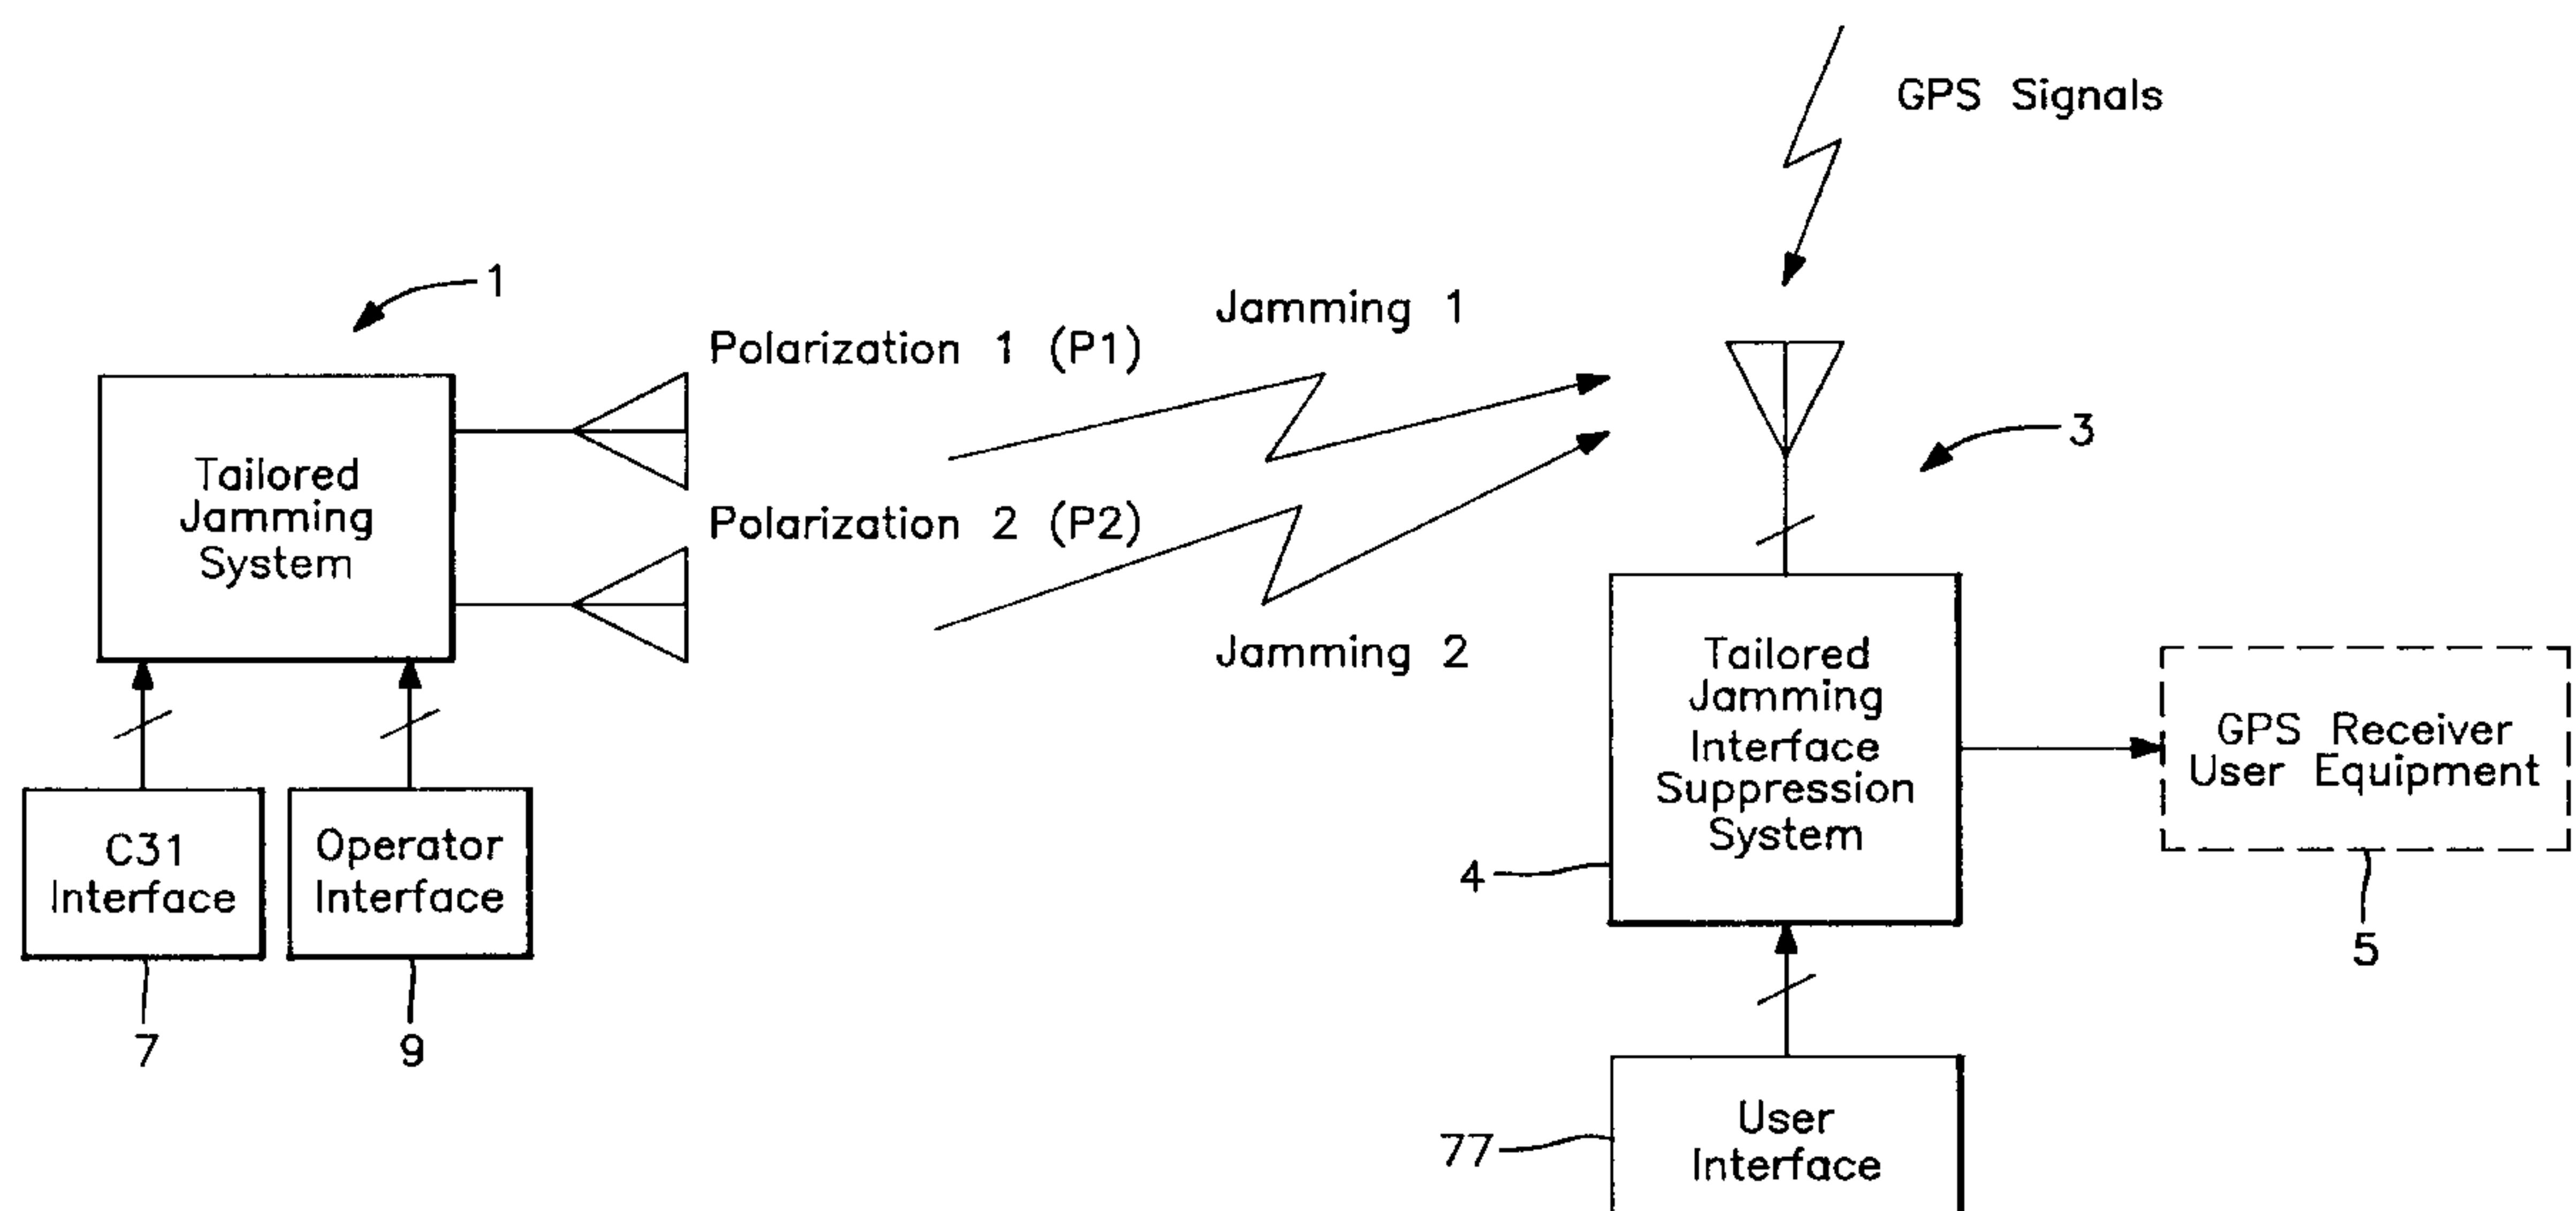 GPS Signals
1
Jamming 1
Polarization 1 (P1)
3
Tailored
Jamming
System
Polarization 2 (P2)
Jamming 2
Tailored
Jamming
Interface
Suppression
System
GPS Receiver
User Equipment
C31
Interface
Operator
Interface
4
5
7
9
77
User
Interface